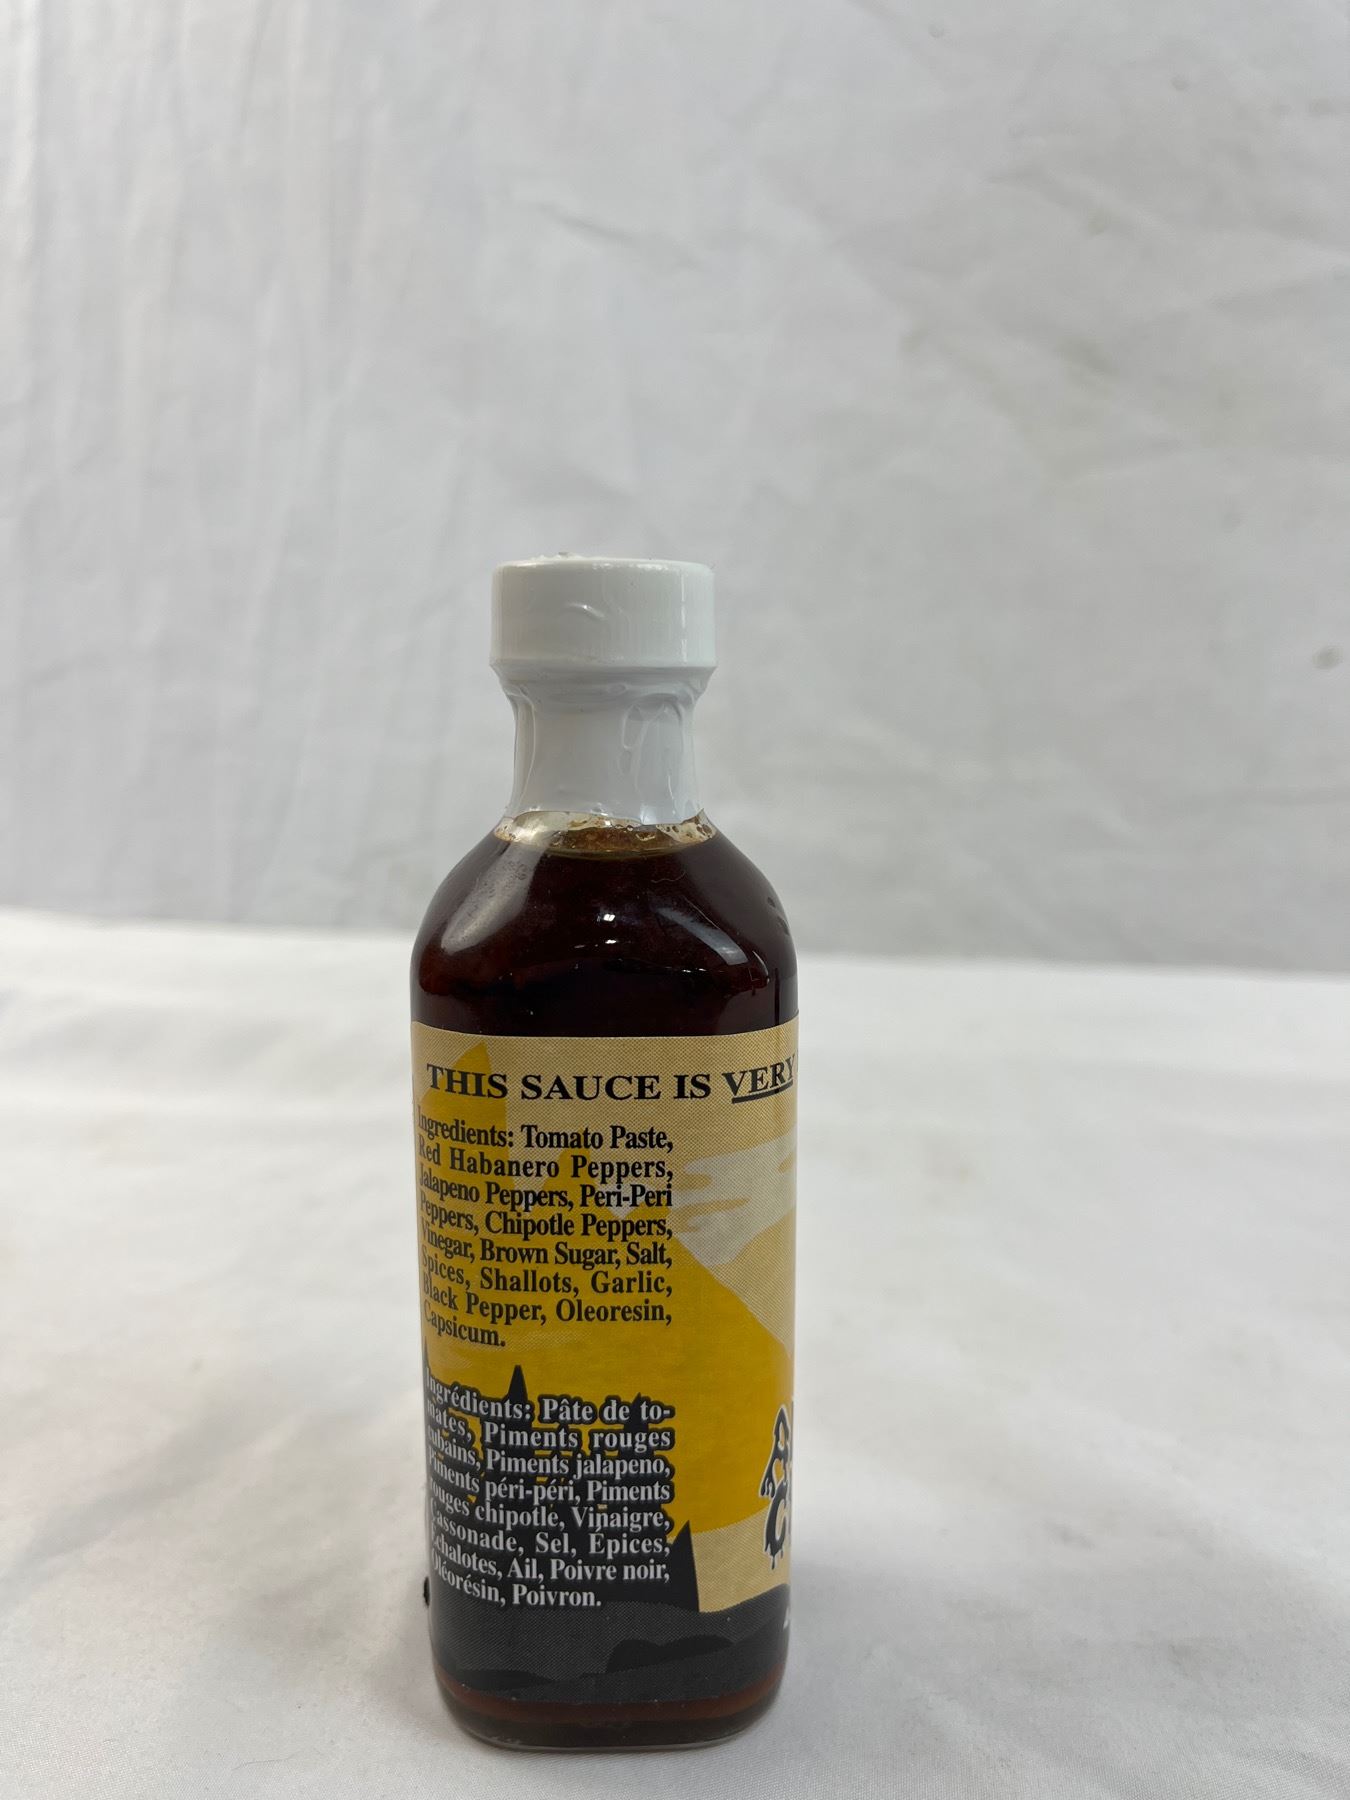 THIS SAUCE IS VERY
Ingredients: Tomato Paste,
Red Habanero Peppers,
Jalapeno Peppers, Peri-Peri
Peppers, Chipotle Peppers,
Vinegar, Brown Sugar, Salt,
Spices, Shallots, Garlic,
Black Pepper, Oleoresin,
Capsicum.
Ingrédients: Pâte de to-
mates, Piments rouges
cubains, Piments jalapeno,
Piments péri-péri, Piments
rouges chipotle, Vinaigre,
Cassonade, Sel, Épices,
Échalotes, Ail, Poivre noir,
Oléorésin, Poivron.